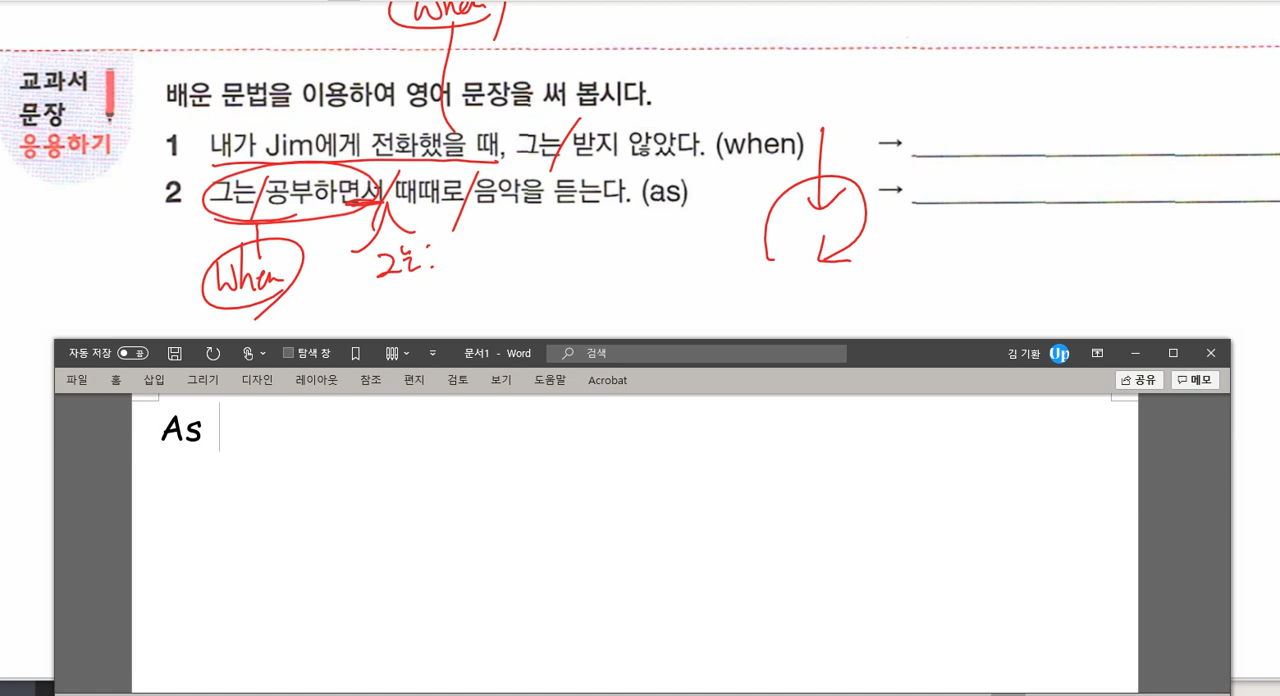 When
교과서
문장
응용하기
배운 문법을 이용하여 영어 문장을 써 봅시다.
1 내가 Jim에게 전화했을 때, 그는 받지 않았다. (when) →
2 그는 공부하면서 때때로 음악을 듣는다. (as) →
그는
When
자동 저장 끔 탐색 창 문서1 - Word 검색 김 기환 Up
파일 홈 삽입 그리기 디자인 레이아웃 참조 편지 검토 보기 도움말 Acrobat 공유 메모
As